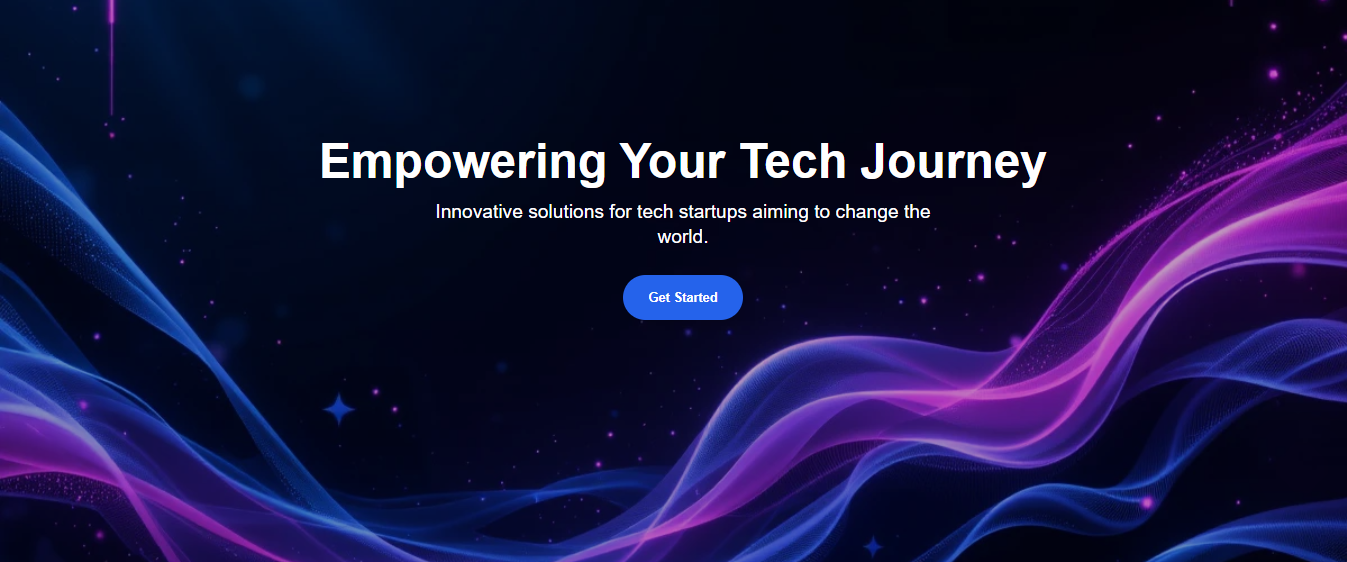 Empowering Your Tech Journey
Innovative solutions for tech startups aiming to change the
world.
Get Started